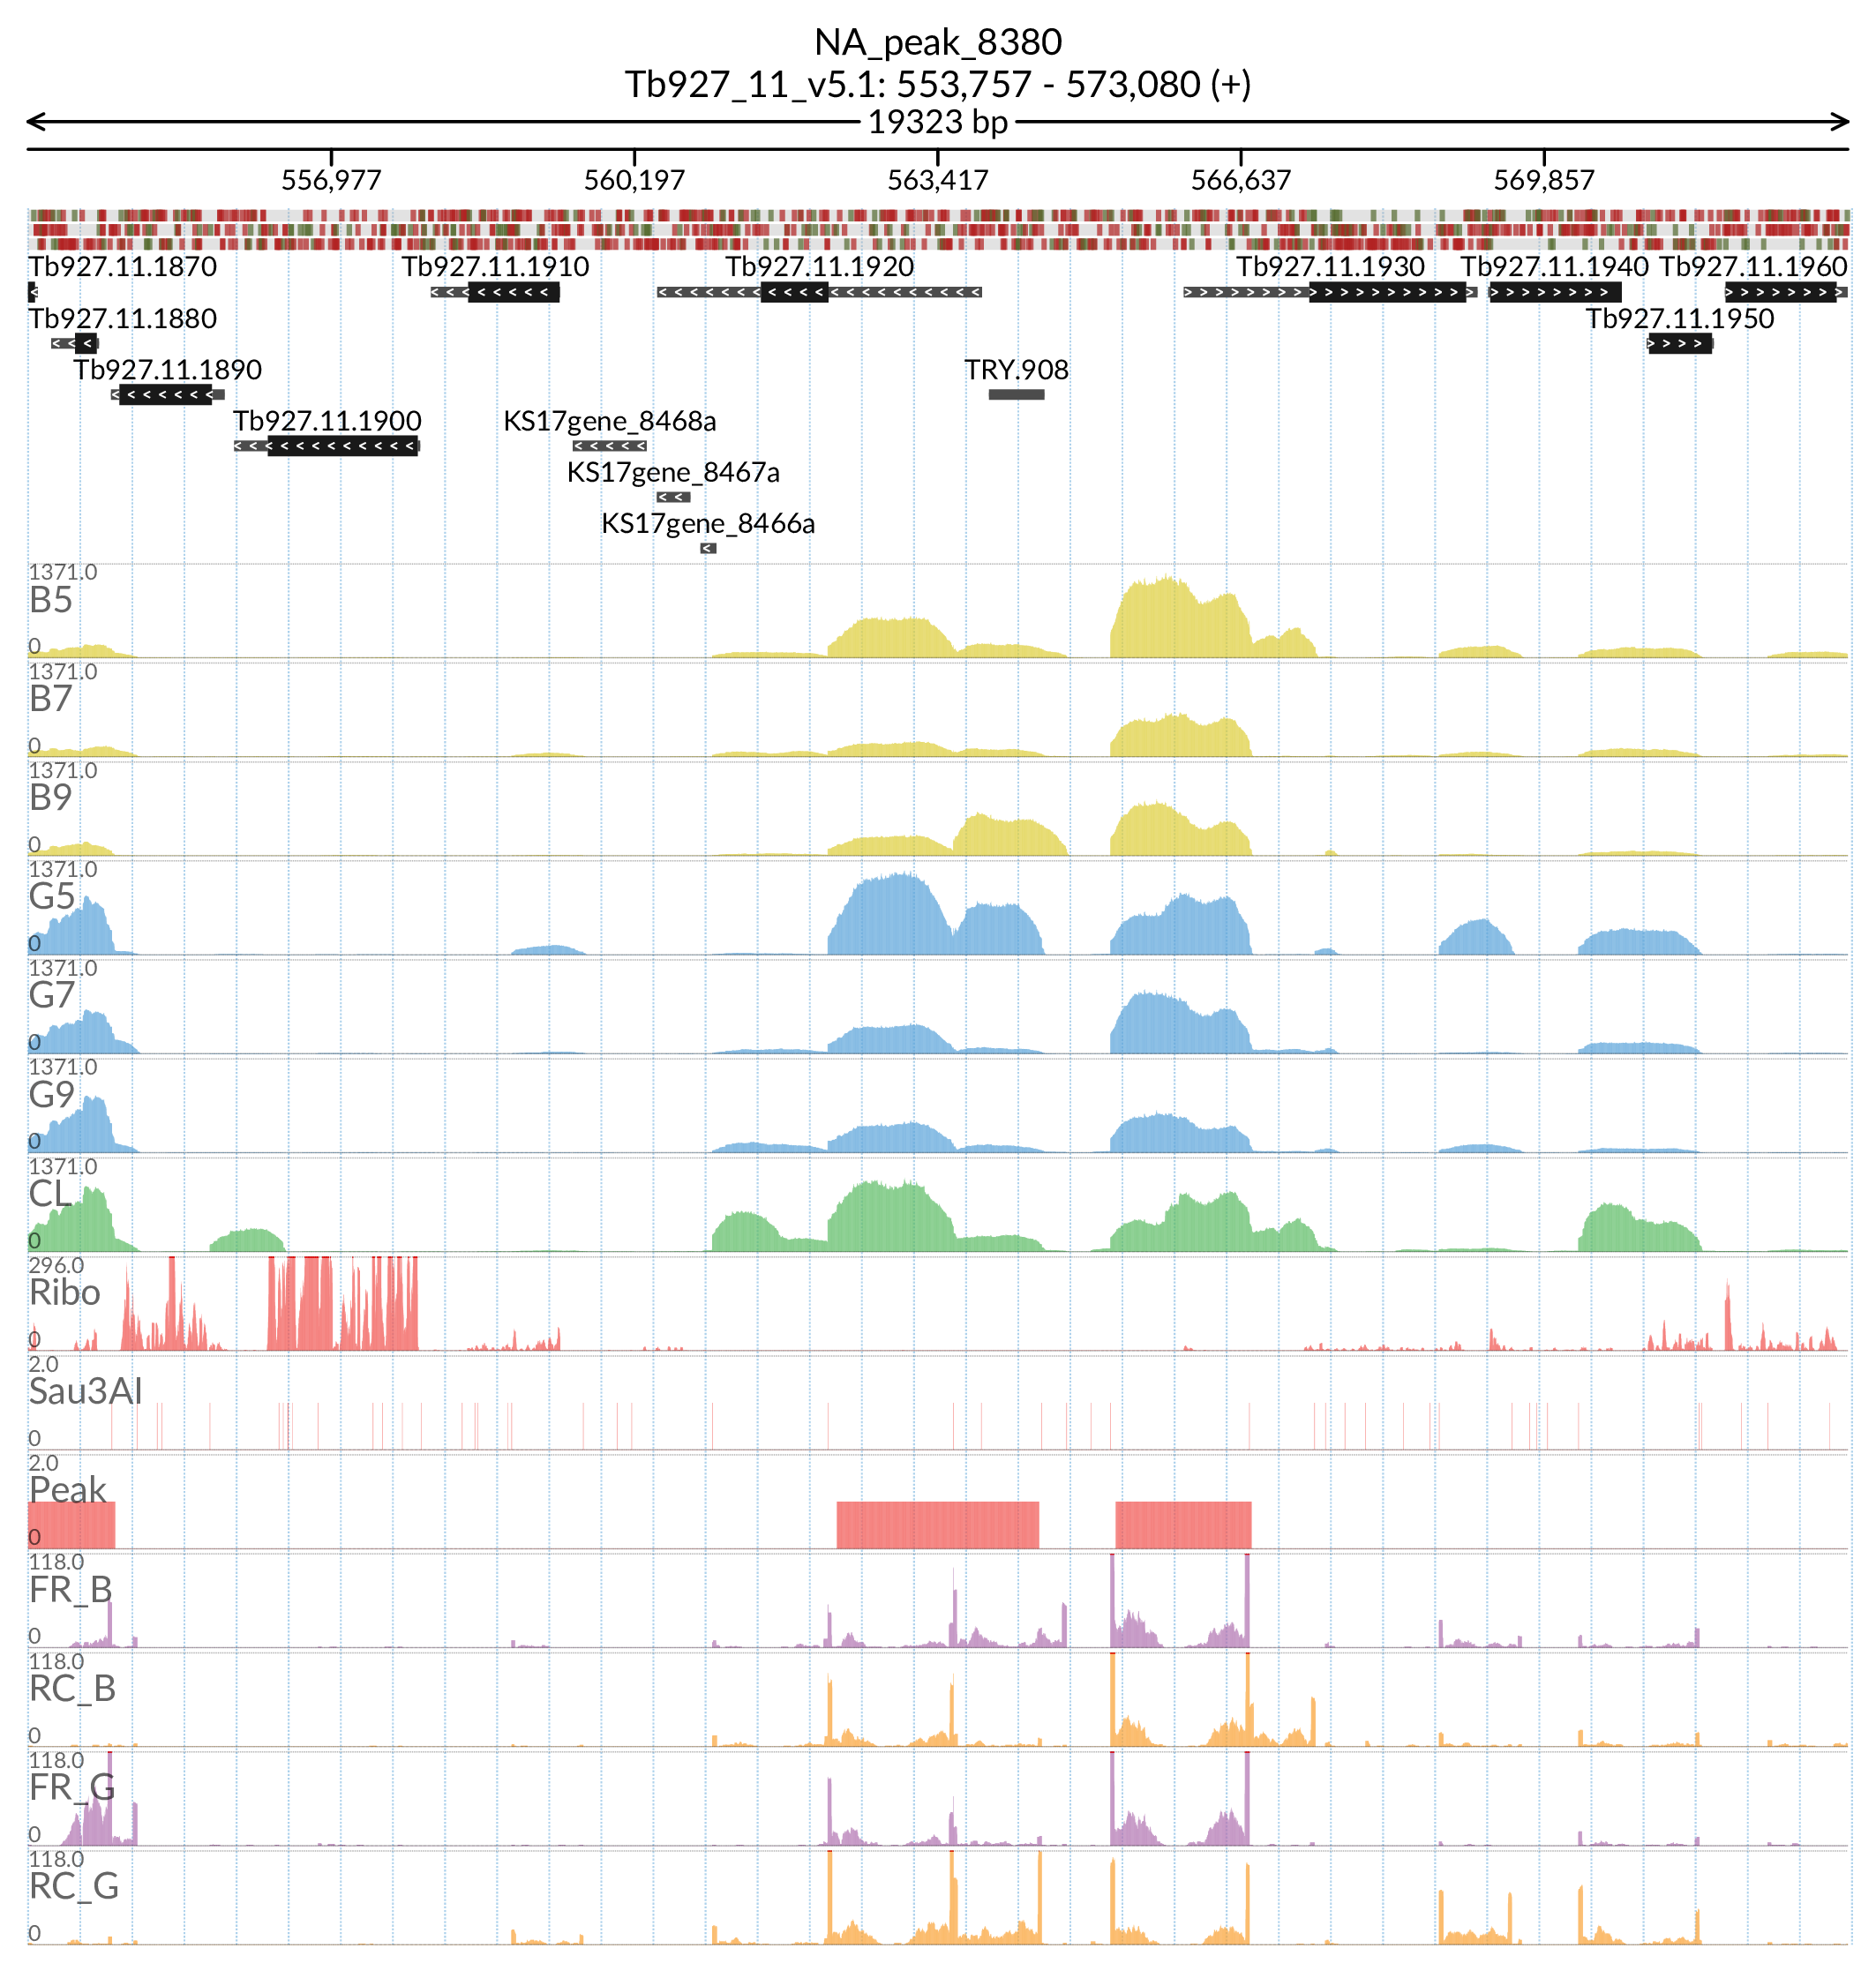 NA_peak_8380
Tb927_11_v5.1: 553,757 - 573,080 (+)
19323 bp
556,977 560,197 563,417 566,637 569,857
Tb927.11.1870 Tb927.11.1910 Tb927.11.1920 Tb927.11.1930 Tb927.11.1940 Tb927.11.1960
Tb927.11.1880 Tb927.11.1950
Tb927.11.1890 TRY.908
Tb927.11.1900 KS17gene_8468a
KS17gene_8467a
KS17gene_8466a
1371.0
B5
0
1371.0
B7
0
1371.0
B9
0
1371.0
G5
0
1371.0
G7
0
1371.0
G9
0
1371.0
CL
0
296.0
Ribo
0
2.0
Sau3AI
0
2.0
Peak
0
118.0
FR_B
0
118.0
RC_B
0
118.0
FR_G
0
118.0
RC_G
0